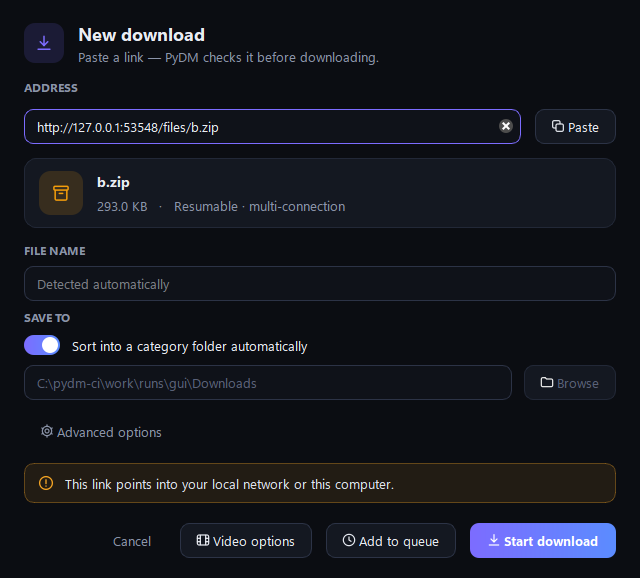 New download
Paste a link — PyDM checks it before downloading.
ADDRESS
http://127.0.0.1:53548/files/b.zip
Paste
b.zip
293.0 KB · Resumable · multi-connection
FILE NAME
Detected automatically
SAVE TO
Sort into a category folder automatically
C:\pydm-ci\work\runs\gui\Downloads
Browse
Advanced options
This link points into your local network or this computer.
Cancel
Video options
Add to queue
Start download